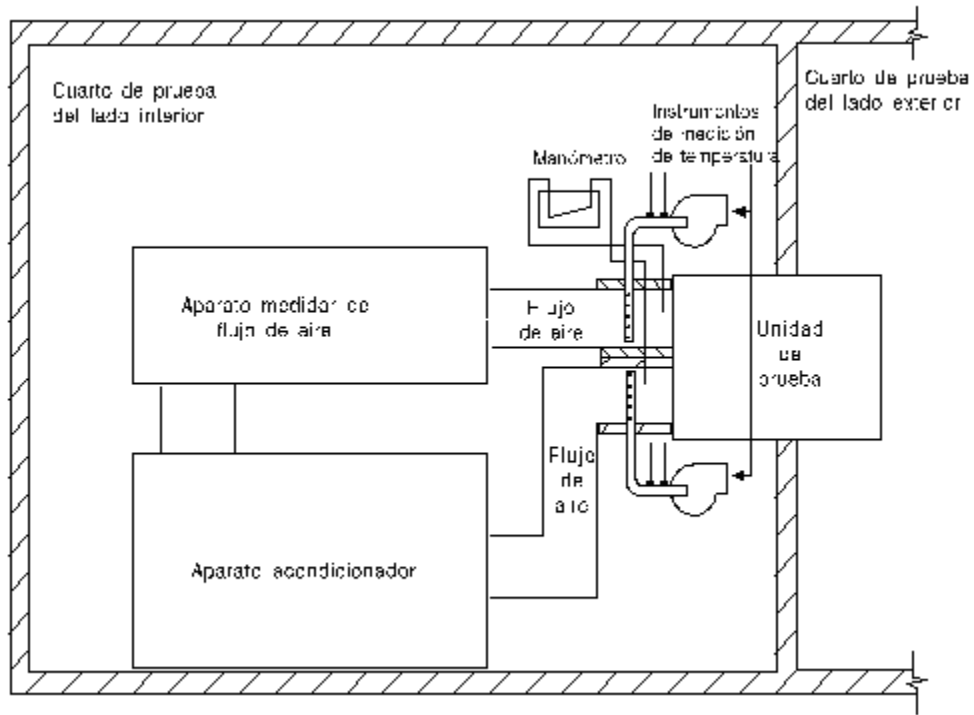 Cuarto de prueba
del lado interior
Cuarto de prueba
del lado exterior
Instrumentos
de medición
de temperatura
Manómetro
Aparato medidor de
flujo de aire
Flujo
de aire
Unidad
de
prueba
Flujo
de
aire
Aparato acondicionador